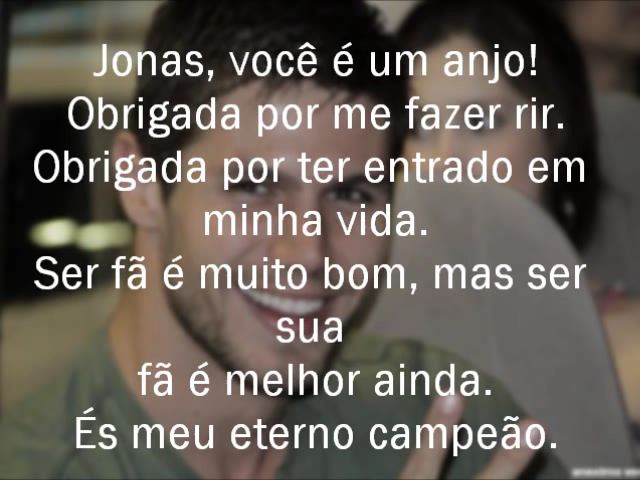 Jonas, você é um anjo!
Obrigada por me fazer rir.
Obrigada por ter entrado em
minha vida.
Ser fã é muito bom, mas ser
sua
fã é melhor ainda.
És meu eterno campeão.